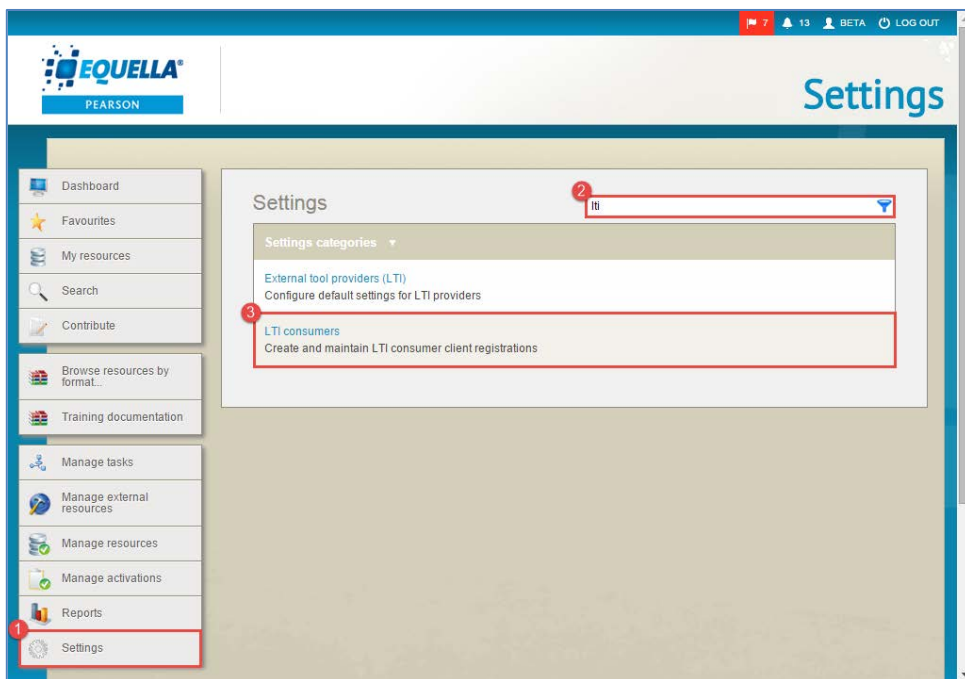 7 13 BETA LOG OUT
EQUELLA®
PEARSON
Settings
Dashboard
Favourites
My resources
Search
Contribute
Browse resources by
format...
Training documentation
Manage tasks
Manage external
resources
Manage resources
Manage activations
Reports
1
Settings
Settings
2
lti
Settings categories ▼
External tool providers (LTI)
Configure default settings for LTI providers
3
LTI consumers
Create and maintain LTI consumer client registrations